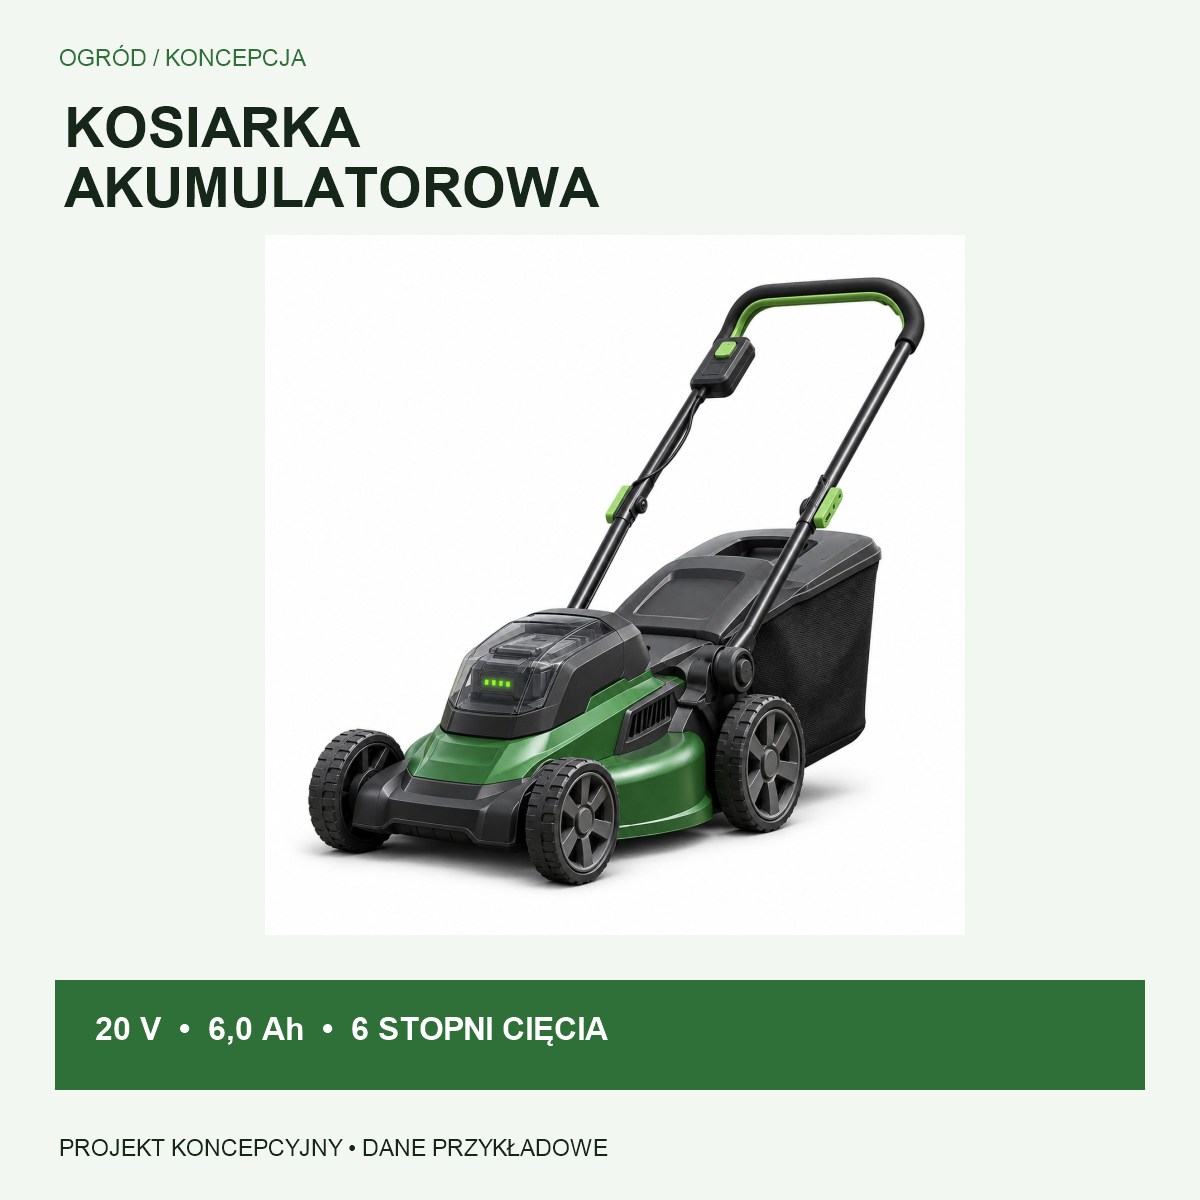 OGRÓD / KONCEPCJA
KOSIARKA
AKUMULATOROWA
20 V • 6,0 Ah • 6 STOPNI CIĘCIA
PROJEKT KONCEPCYJNY • DANE PRZYKŁADOWE